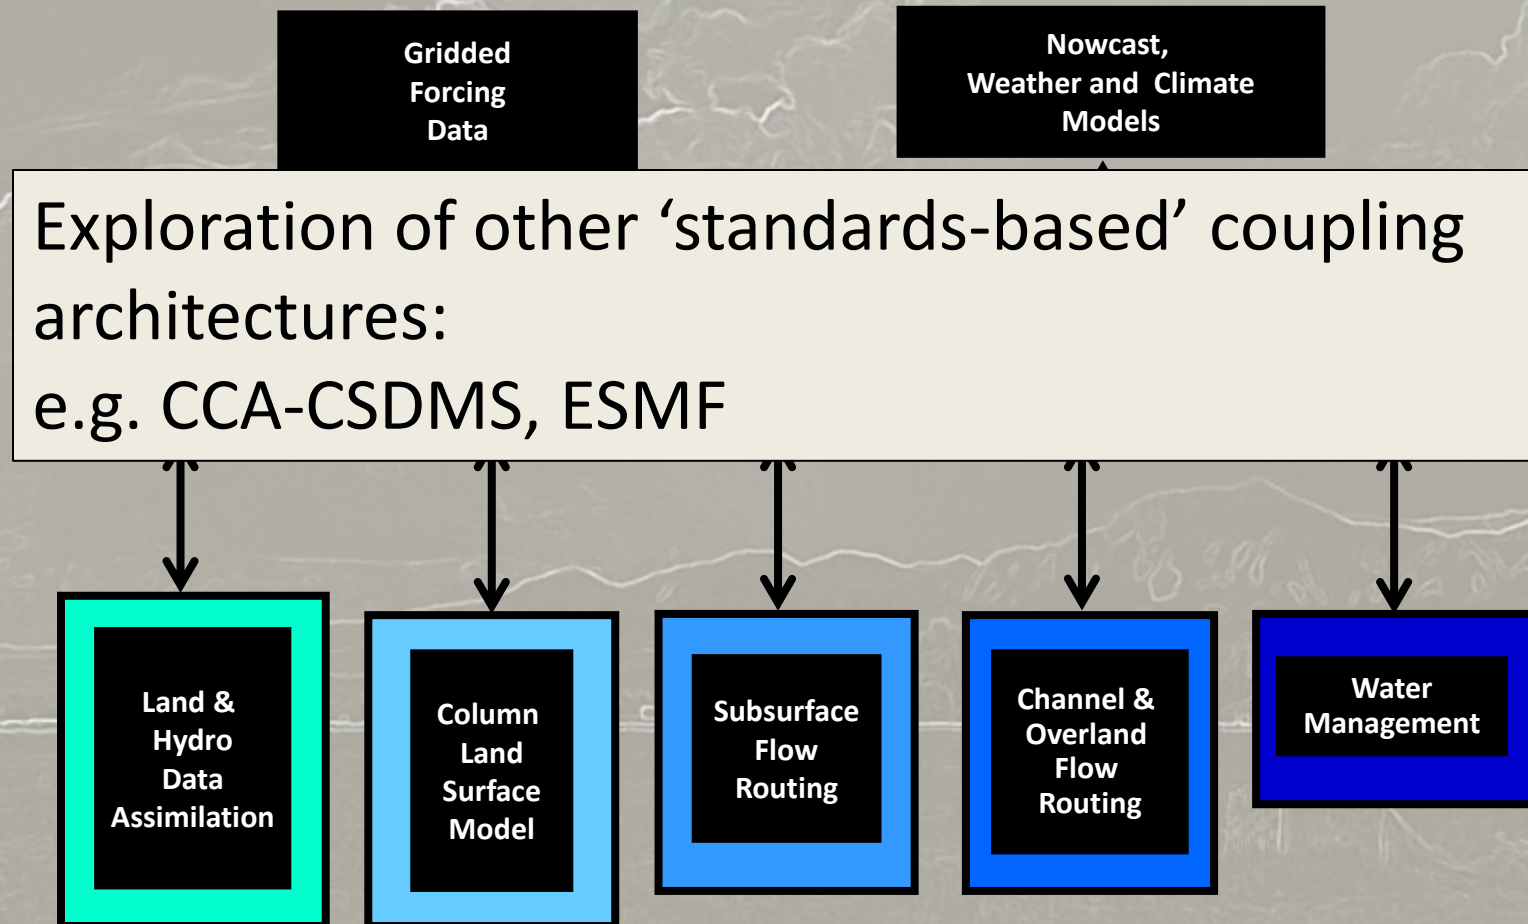 Gridded
Forcing
Data
Nowcast,
Weather and  Climate
Models
Exploration of other ‘standards-based’ coupling
architectures:
e.g. CCA-CSDMS, ESMF
Land &
Hydro
Data
Assimilation
Column
Land
Surface
Model
Subsurface
Flow
Routing
Channel &
Overland
Flow
Routing
Water
Management